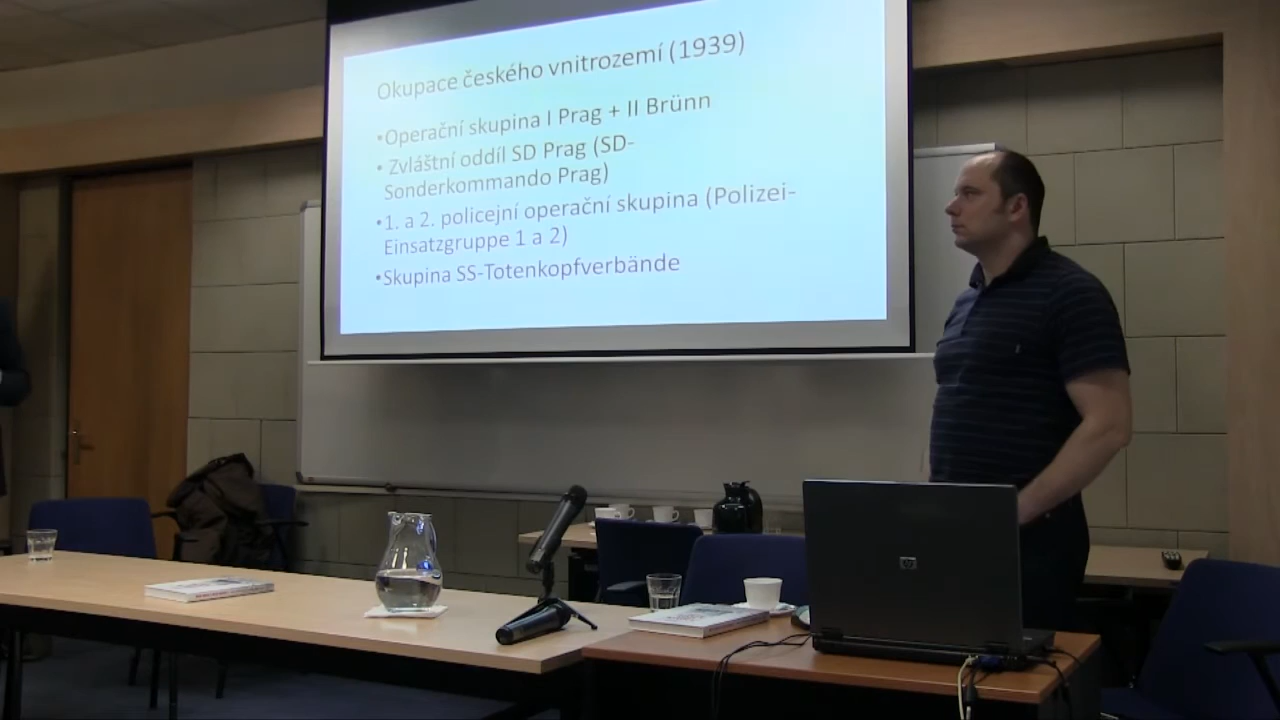 Okupace českého vnitrozemí (1939)
•Operační skupina I Prag + II Brünn
• Zvláštní oddíl SD Prag (SD-
Sonderkommando Prag)
•1. a 2. policejní operační skupina (Polizei-
Einsatzgruppe 1 a 2)
•Skupina SS-Totenkopfverbände
hp